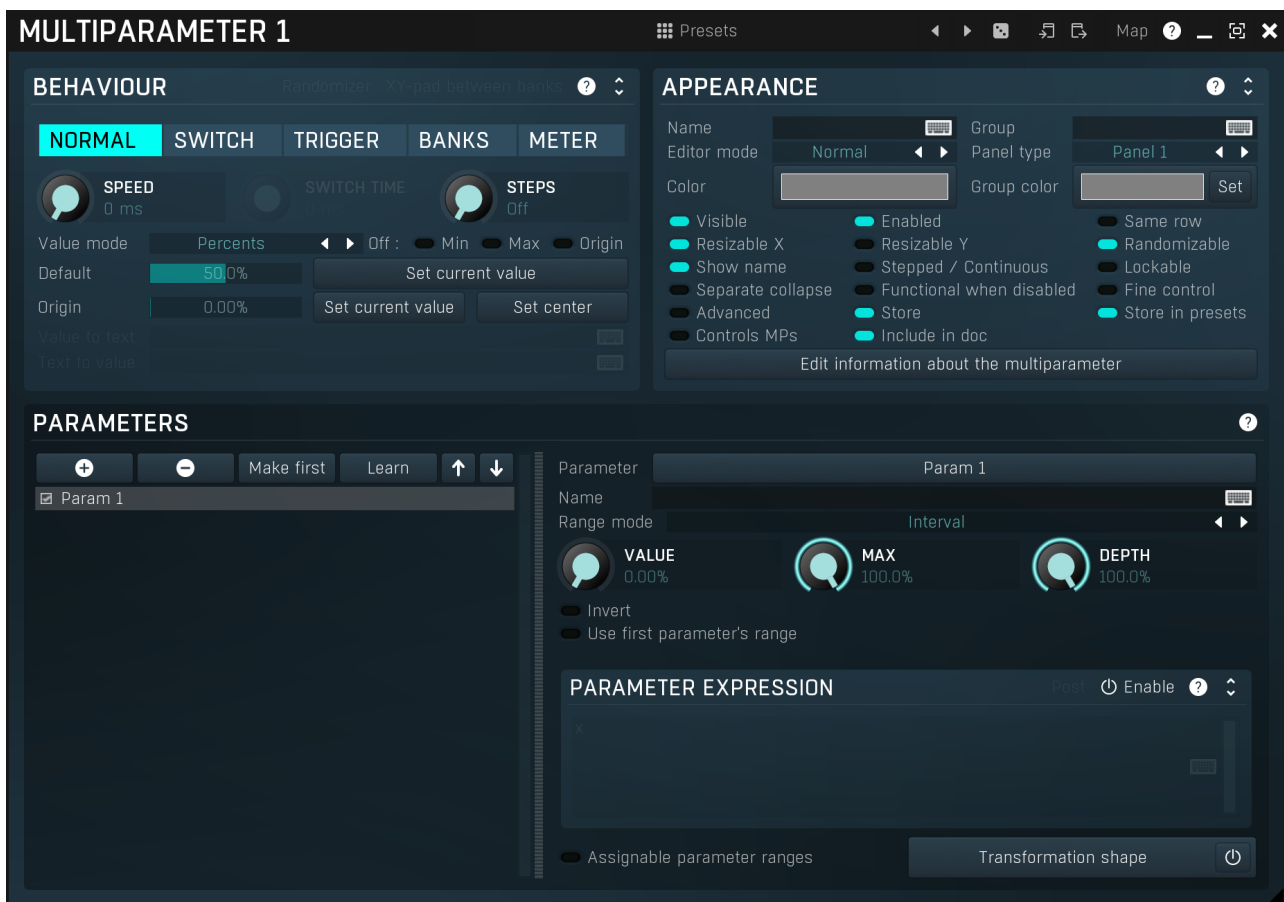 MULTIPARAMETER 1 Presets Map ?
BEHAVIOUR Randomizer XY-pad between banks ?
NORMAL SWITCH TRIGGER BANKS METER
SPEED
0 ms
SWITCH TIME
STEPS
Off
Value mode Percents Off : Min Max Origin
Default 50.0% Set current value
Origin 0.00% Set current value Set center
Value to text
Text to value
APPEARANCE ?
Name Group
Editor mode Normal Panel type Panel 1
Color Group color Set
Visible Enabled Same row
Resizable X Resizable Y Randomizable
Show name Stepped / Continuous Lockable
Separate collapse Functional when disabled Fine control
Advanced Store Store in presets
Controls MPs Include in doc
Edit information about the multiparameter
PARAMETERS ?
Make first Learn
Param 1
Parameter Param 1
Name
Range mode Interval
VALUE
0.00%
MAX
100.0%
DEPTH
100.0%
Invert
Use first parameter's range
PARAMETER EXPRESSION Post Enable ?
x
Assignable parameter ranges Transformation shape